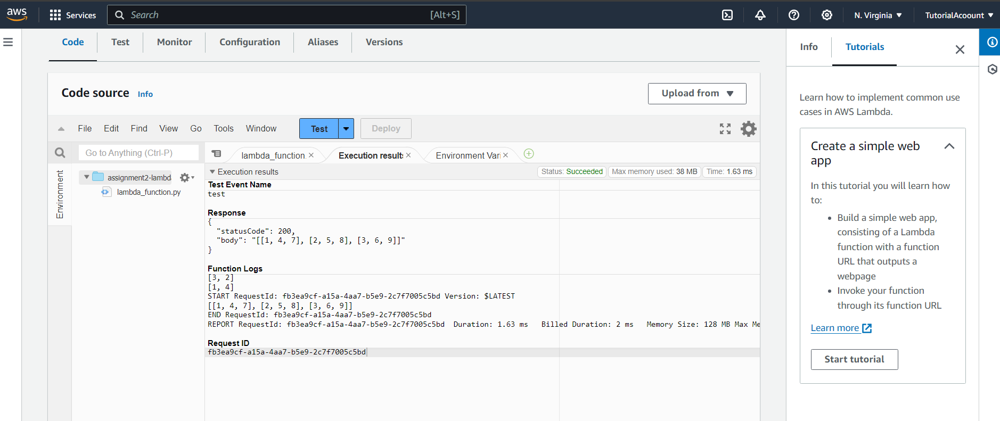 aws
Services
Search
[Alt+S]
N. Virginia
TutorialAcoount
Code
Test
Monitor
Configuration
Aliases
Versions
Code source Info
Upload from
File Edit Find View Go Tools Window
Test
Deploy
Go to Anything (Ctrl-P)
lambda_function.
Execution results
Environment Vari
Environment
assignment2-lambd
lambda_function.py
Execution results
Status: Succeeded
Max memory used: 38 MB
Time: 1.63 ms
Test Event Name
test
Response
{
"statusCode": 200,
"body": "[[1, 4, 7], [2, 5, 8], [3, 6, 9]]"
}
Function Logs
[3, 2]
[1, 4]
START RequestId: fb3ea9cf-a15a-4aa7-b5e9-2c7f7005c5bd Version: $LATEST
[[1, 4, 7], [2, 5, 8], [3, 6, 9]]
END RequestId: fb3ea9cf-a15a-4aa7-b5e9-2c7f7005c5bd
REPORT RequestId: fb3ea9cf-a15a-4aa7-b5e9-2c7f7005c5bd Duration: 1.63 ms Billed Duration: 2 ms Memory Size: 128 MB Max Me
Request ID
fb3ea9cf-a15a-4aa7-b5e9-2c7f7005c5bd
Info
Tutorials
Learn how to implement common use
cases in AWS Lambda.
Create a simple web
app
In this tutorial you will learn how
to:
• Build a simple web app,
consisting of a Lambda
function with a function
URL that outputs a
webpage
• Invoke your function
through its function URL
Learn more
Start tutorial